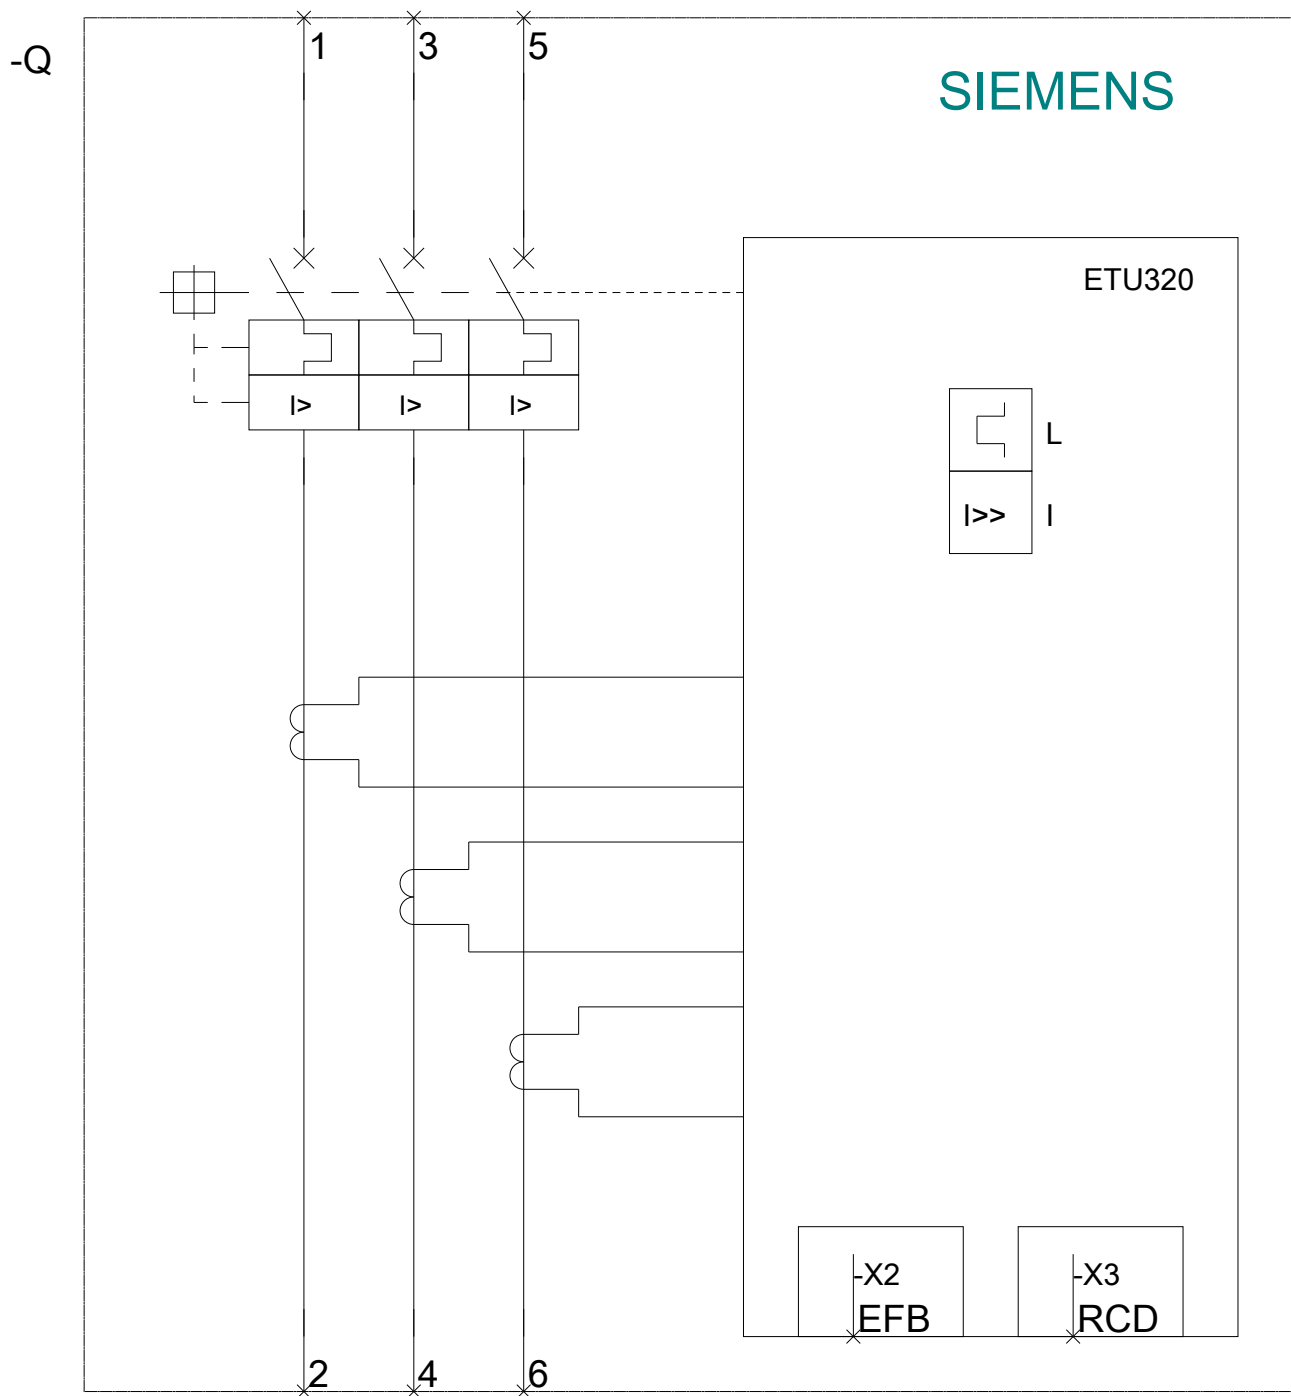 -Q
1 3 5
SIEMENS
ETU320
I> I> I>
L
I>> I
-X2 -X3
EFB RCD
2 4 6